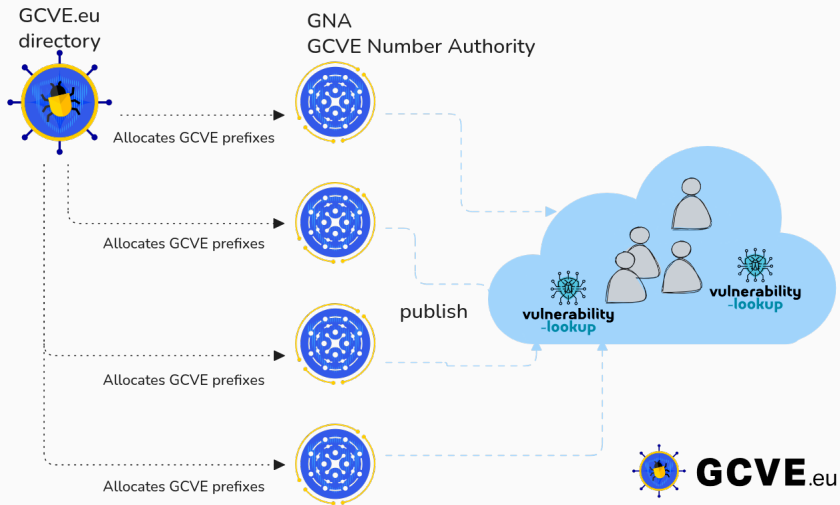 GCVE.eu
directory
GNA
GCVE Number Authority
Allocates GCVE prefixes
Allocates GCVE prefixes
publish
vulnerability
-lookup
vulnerability
-lookup
Allocates GCVE prefixes
Allocates GCVE prefixes
GCVE.eu